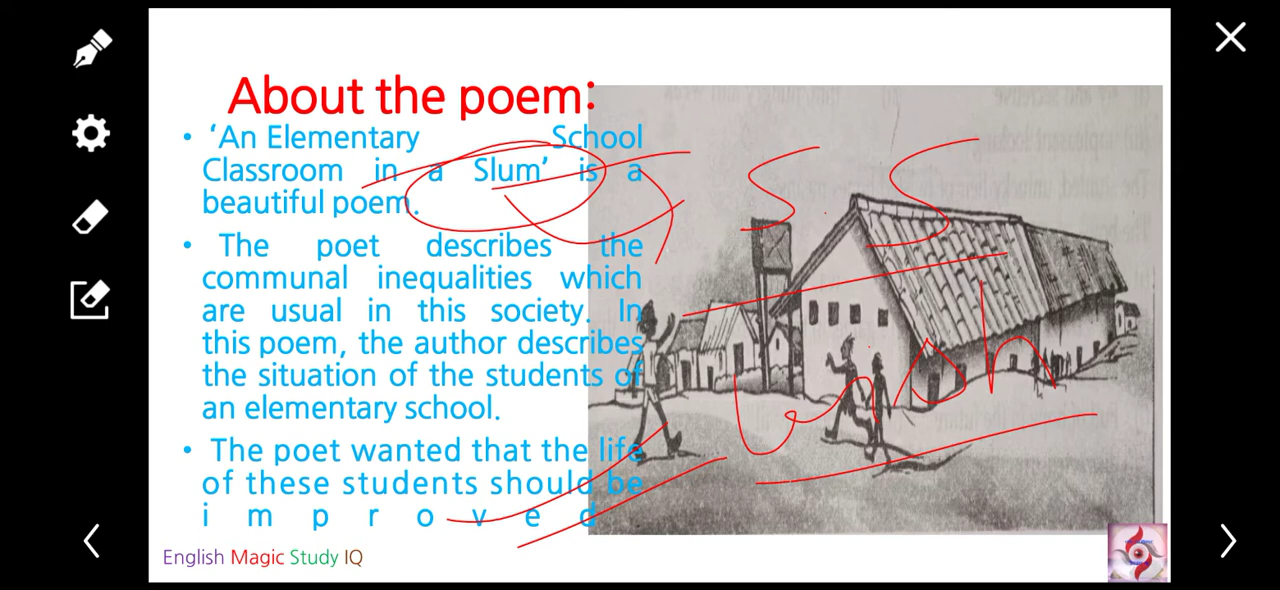 About the poem:
• ‘An Elementary School
Classroom in a Slum’ is a
beautiful poem.
• The poet describes the
communal inequalities which
are usual in this society. In
this poem, the author describes
the situation of the students of
an elementary school.
• The poet wanted that the life
of these students should be
improved
S S
English Magic Study IQ